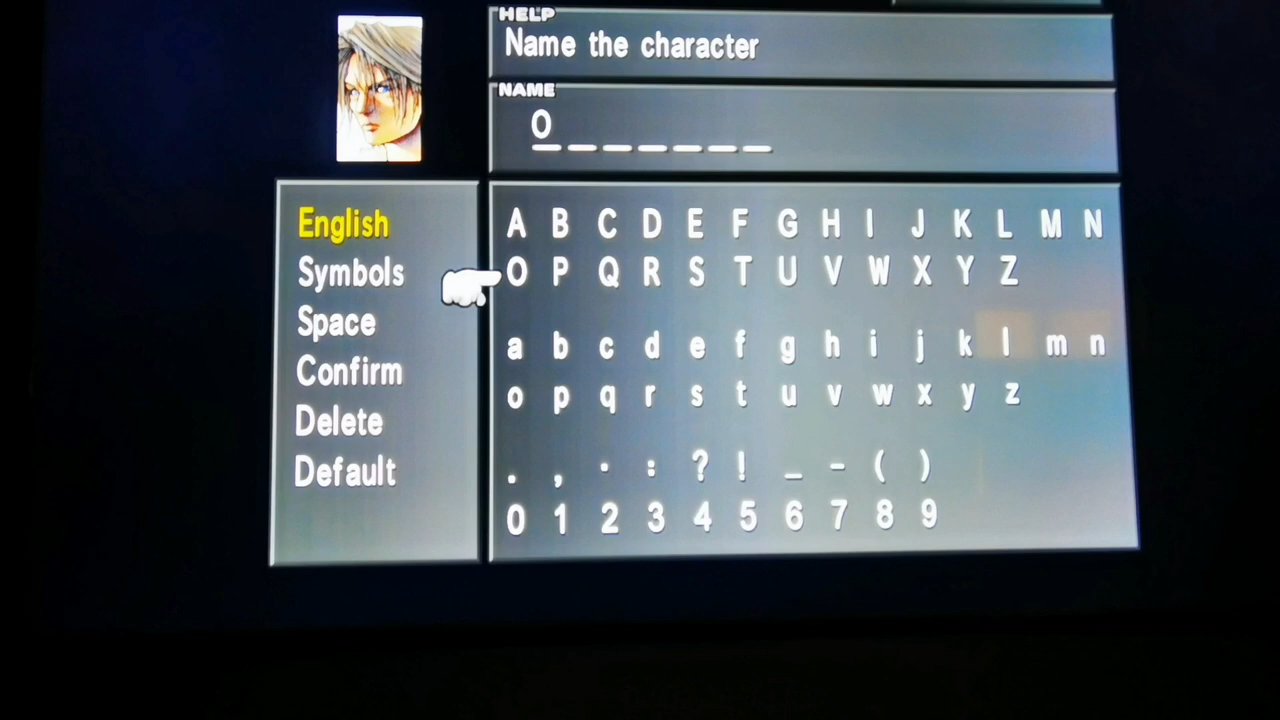 HELP
Name the character
NAME
O
English
Symbols
Space
Confirm
Delete
Default
A B C D E F G H I J K L M N
O P Q R S T U V W X Y Z
a b c d e f g h i j k l m n
o p q r s t u v w x y z
. , · : ? ! _ - ( )
0 1 2 3 4 5 6 7 8 9